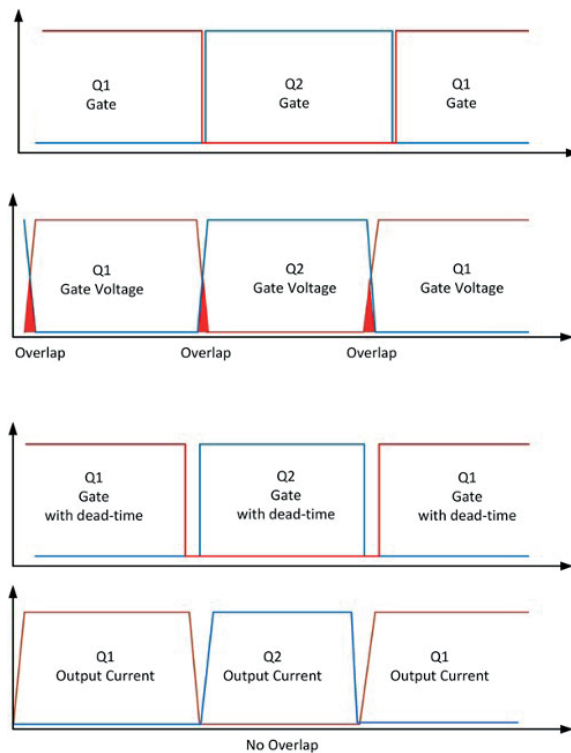 Q1
Gate
Q2
Gate
Q1
Gate
Q1
Gate Voltage
Q2
Gate Voltage
Q1
Gate Voltage
Overlap
Overlap
Overlap
Q1
Gate
with dead-time
Q2
Gate
with dead-time
Q1
Gate
with dead-time
Q1
Output Current
Q2
Output Current
Q1
Output Current
No Overlap